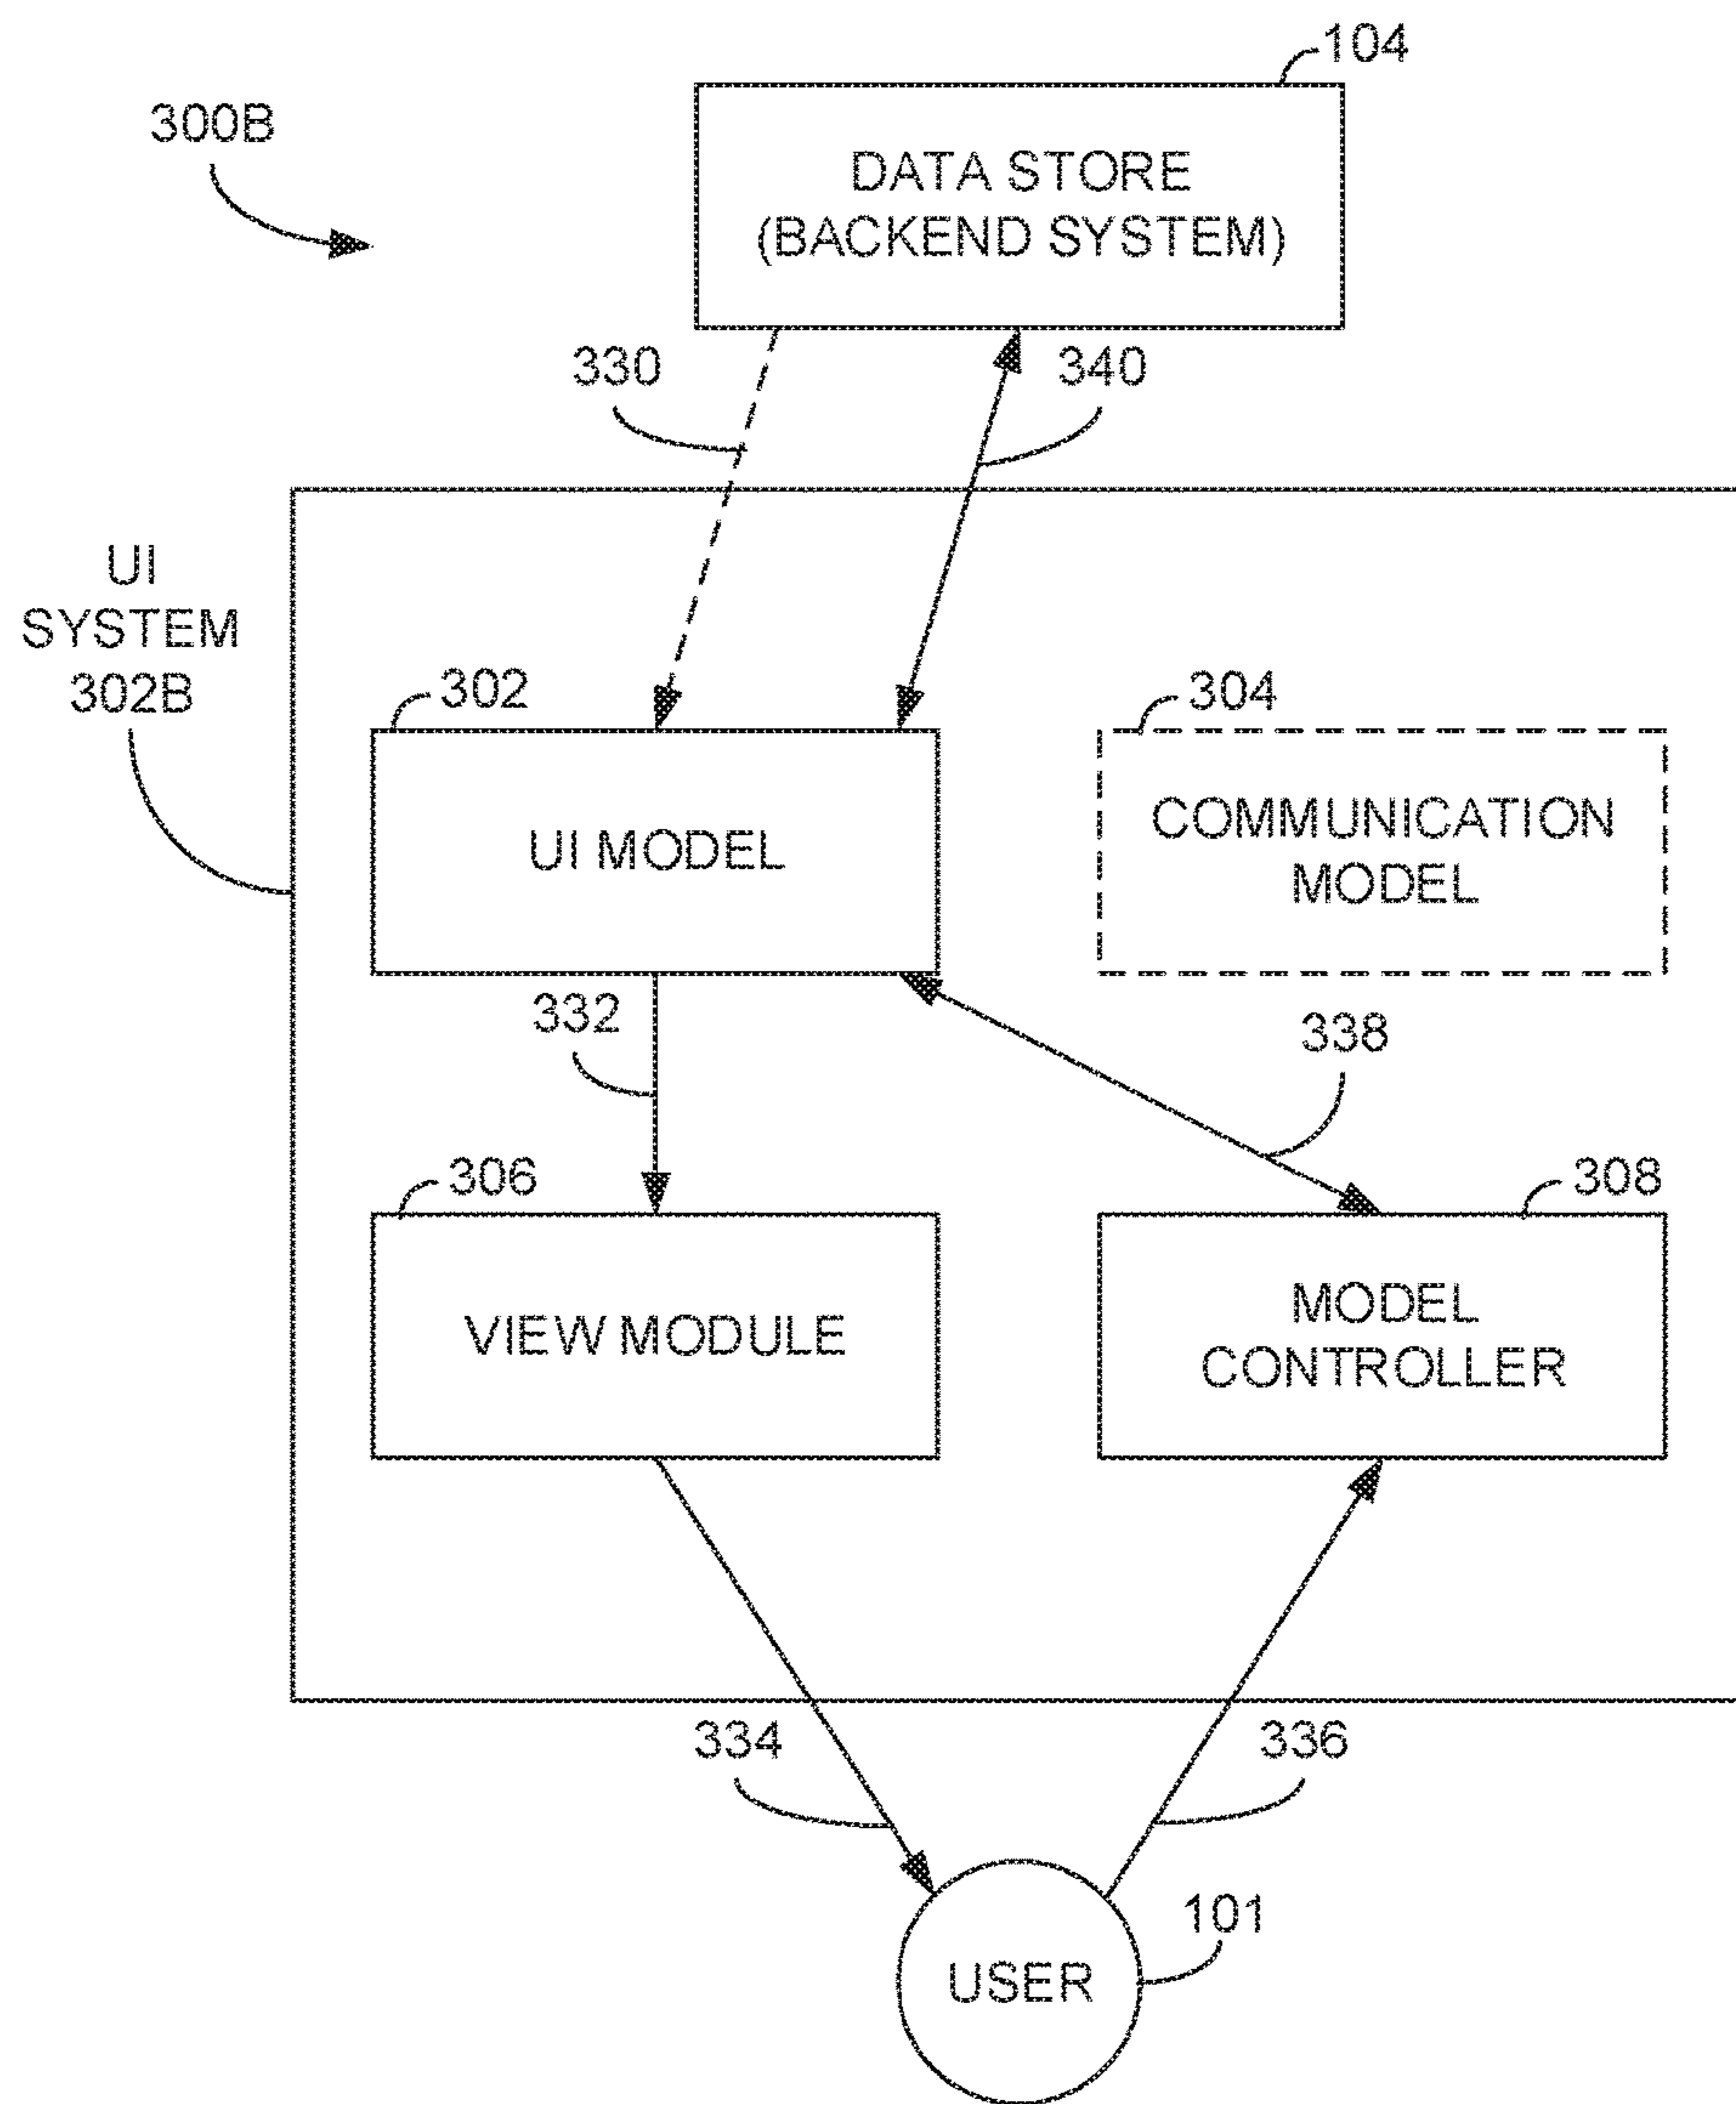 104
300B
DATA STORE
(BACKEND SYSTEM)
330
340
UI
SYSTEM
302B
302
304
UI MODEL
COMMUNICATION
MODEL
332
338
306
308
VIEW MODULE
MODEL
CONTROLLER
334
336
101
USER